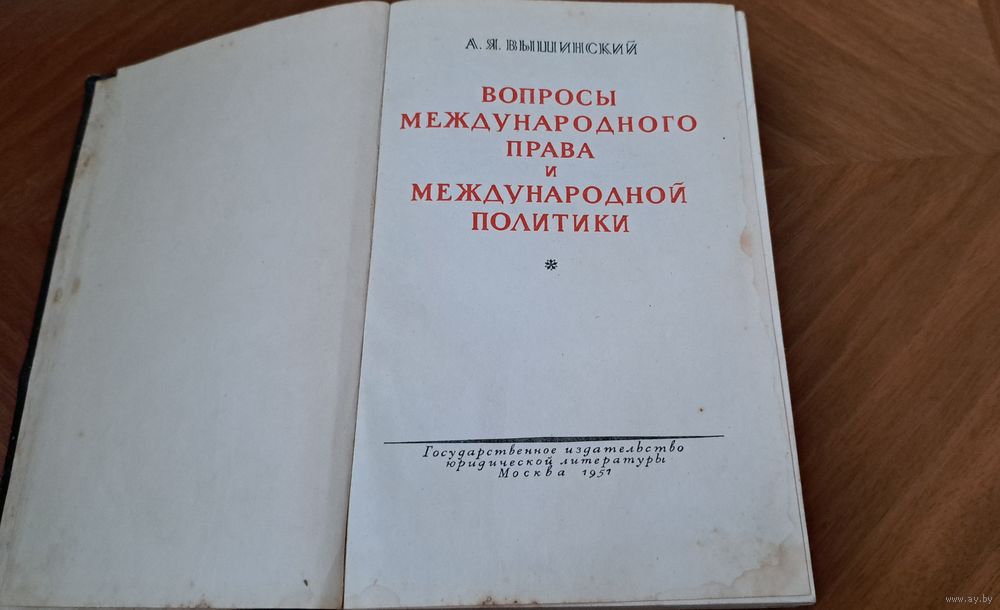 А. Я. ВЫШИНСКИЙ
ВОПРОСЫ
МЕЖДУНАРОДНОГО
ПРАВА
И
МЕЖДУНАРОДНОЙ
ПОЛИТИКИ
Государственное издательство
юридической литературы
Москва 1951
www.ay.by